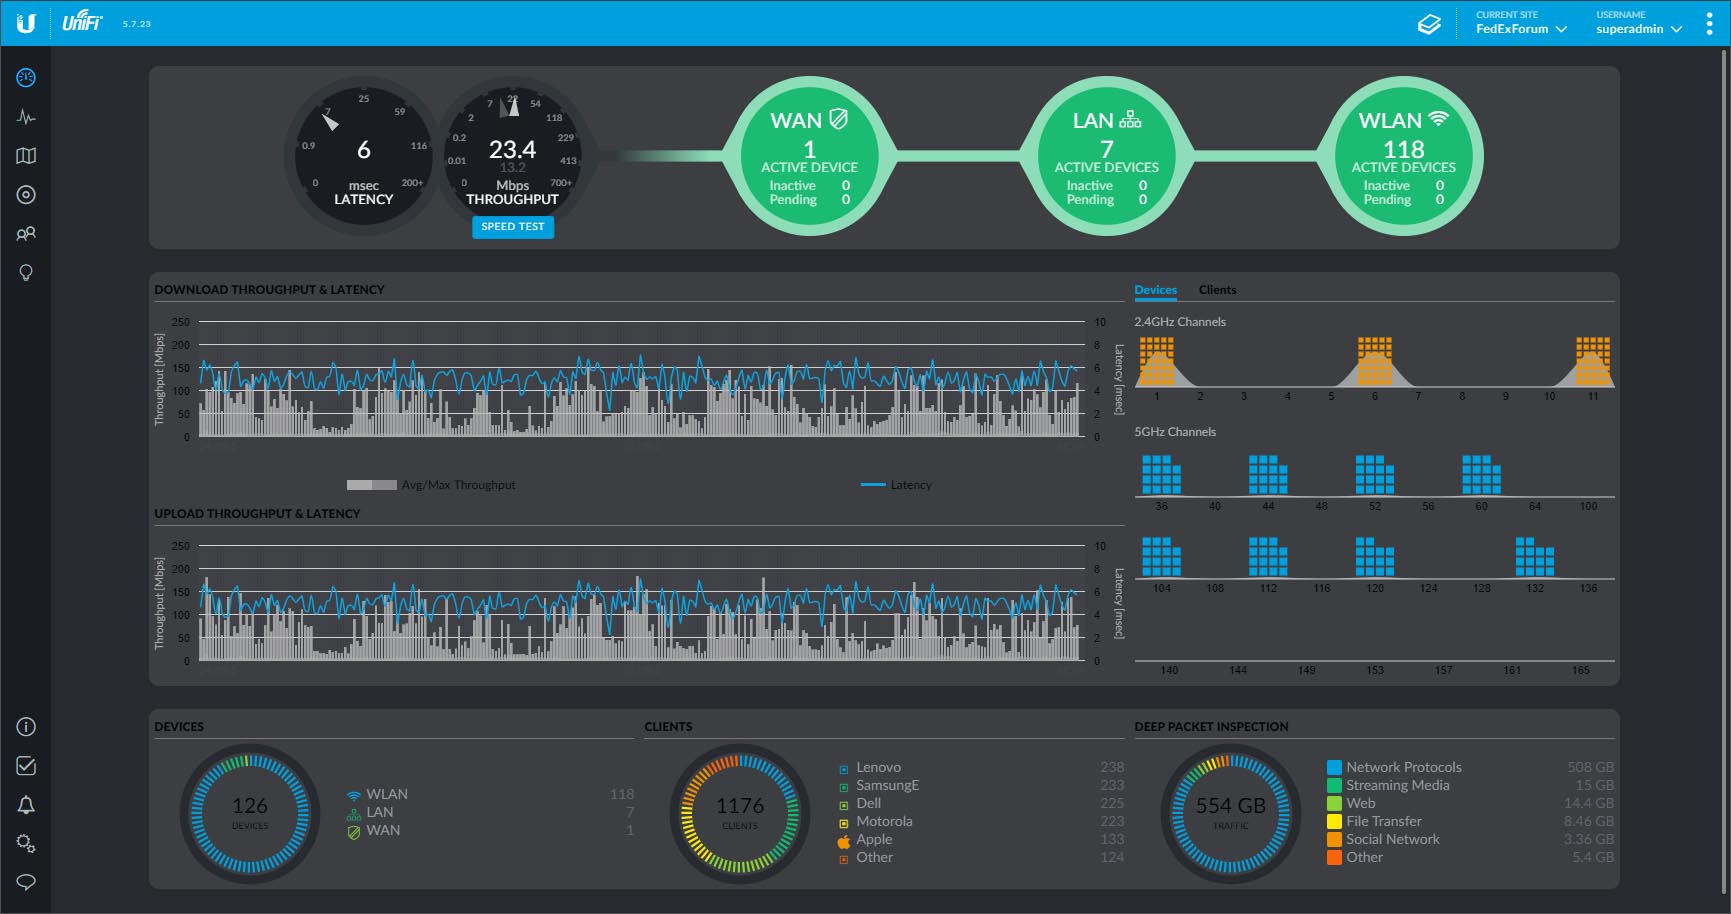 UniFi 5.7.23
CURRENT SITE
FedExForum
USERNAME
superadmin
0 0.9 7 25 59 116 200+
6
msec
LATENCY
0 0.01 0.2 2 7 22 54 118 229 413 700+
23.4
13.2
Mbps
THROUGHPUT
SPEED TEST
WAN
1
ACTIVE DEVICE
Inactive 0
Pending 0
LAN
7
ACTIVE DEVICES
Inactive 0
Pending 0
WLAN
118
ACTIVE DEVICES
Inactive 0
Pending 0
DOWNLOAD THROUGHPUT & LATENCY
Throughput [Mbps]
250
200
150
100
50
0
10
8
6
4
2
0
Latency [msec]
Avg/Max Throughput
Latency
UPLOAD THROUGHPUT & LATENCY
Throughput [Mbps]
250
200
150
100
50
0
10
8
6
4
2
0
Latency [msec]
Devices Clients
2.4GHz Channels
1 2 3 4 5 6 7 8 9 10 11
5GHz Channels
36 40 44 48 52 56 60 64 100
104 108 112 116 120 124 128 132 136
140 144 149 153 157 161 165
DEVICES
126
DEVICES
WLAN 118
LAN 7
WAN 1
CLIENTS
1176
CLIENTS
Lenovo 238
SamsungE 233
Dell 225
Motorola 223
Apple 133
Other 124
DEEP PACKET INSPECTION
554 GB
TRAFFIC
Network Protocols 508 GB
Streaming Media 15 GB
Web 14.4 GB
File Transfer 8.46 GB
Social Network 3.36 GB
Other 5.4 GB